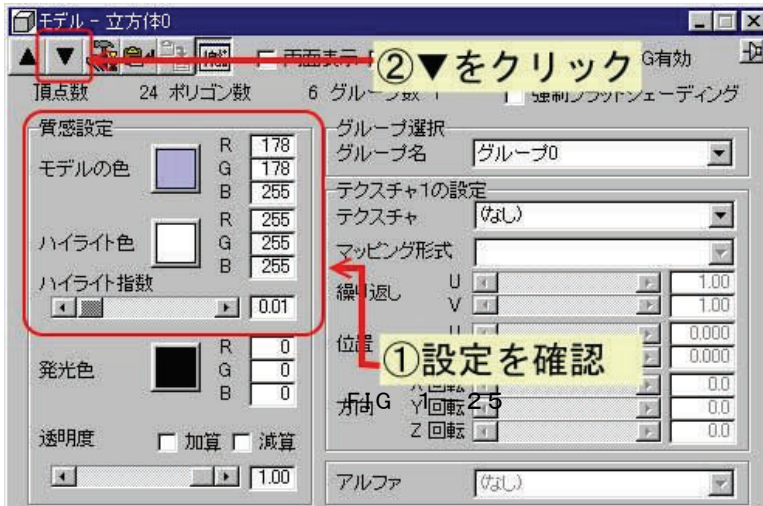 モデル - 立方体0
▲ ▼ 両面表示 G有効
②▼をクリック
頂点数 24 ポリゴン数 6 グループ数 1 強制フラットシェーディング
質感設定
モデルの色 R 178
G 178
B 255
ハイライト色 R 255
G 255
B 255
ハイライト指数
0.01
発光色 R 0
G 0
B 0
透明度 加算 減算
1.00
グループ選択
グループ名 グループ0
テクスチャ1の設定
テクスチャ (なし)
マッピング形式
繰り返し U 1.00
V 1.00
位置 U 0.000
0.000
①設定を確認
方向 X 回転 0.0
Y 回転 0.0
Z 回転 0.0
FIG 1-25
アルファ (なし)